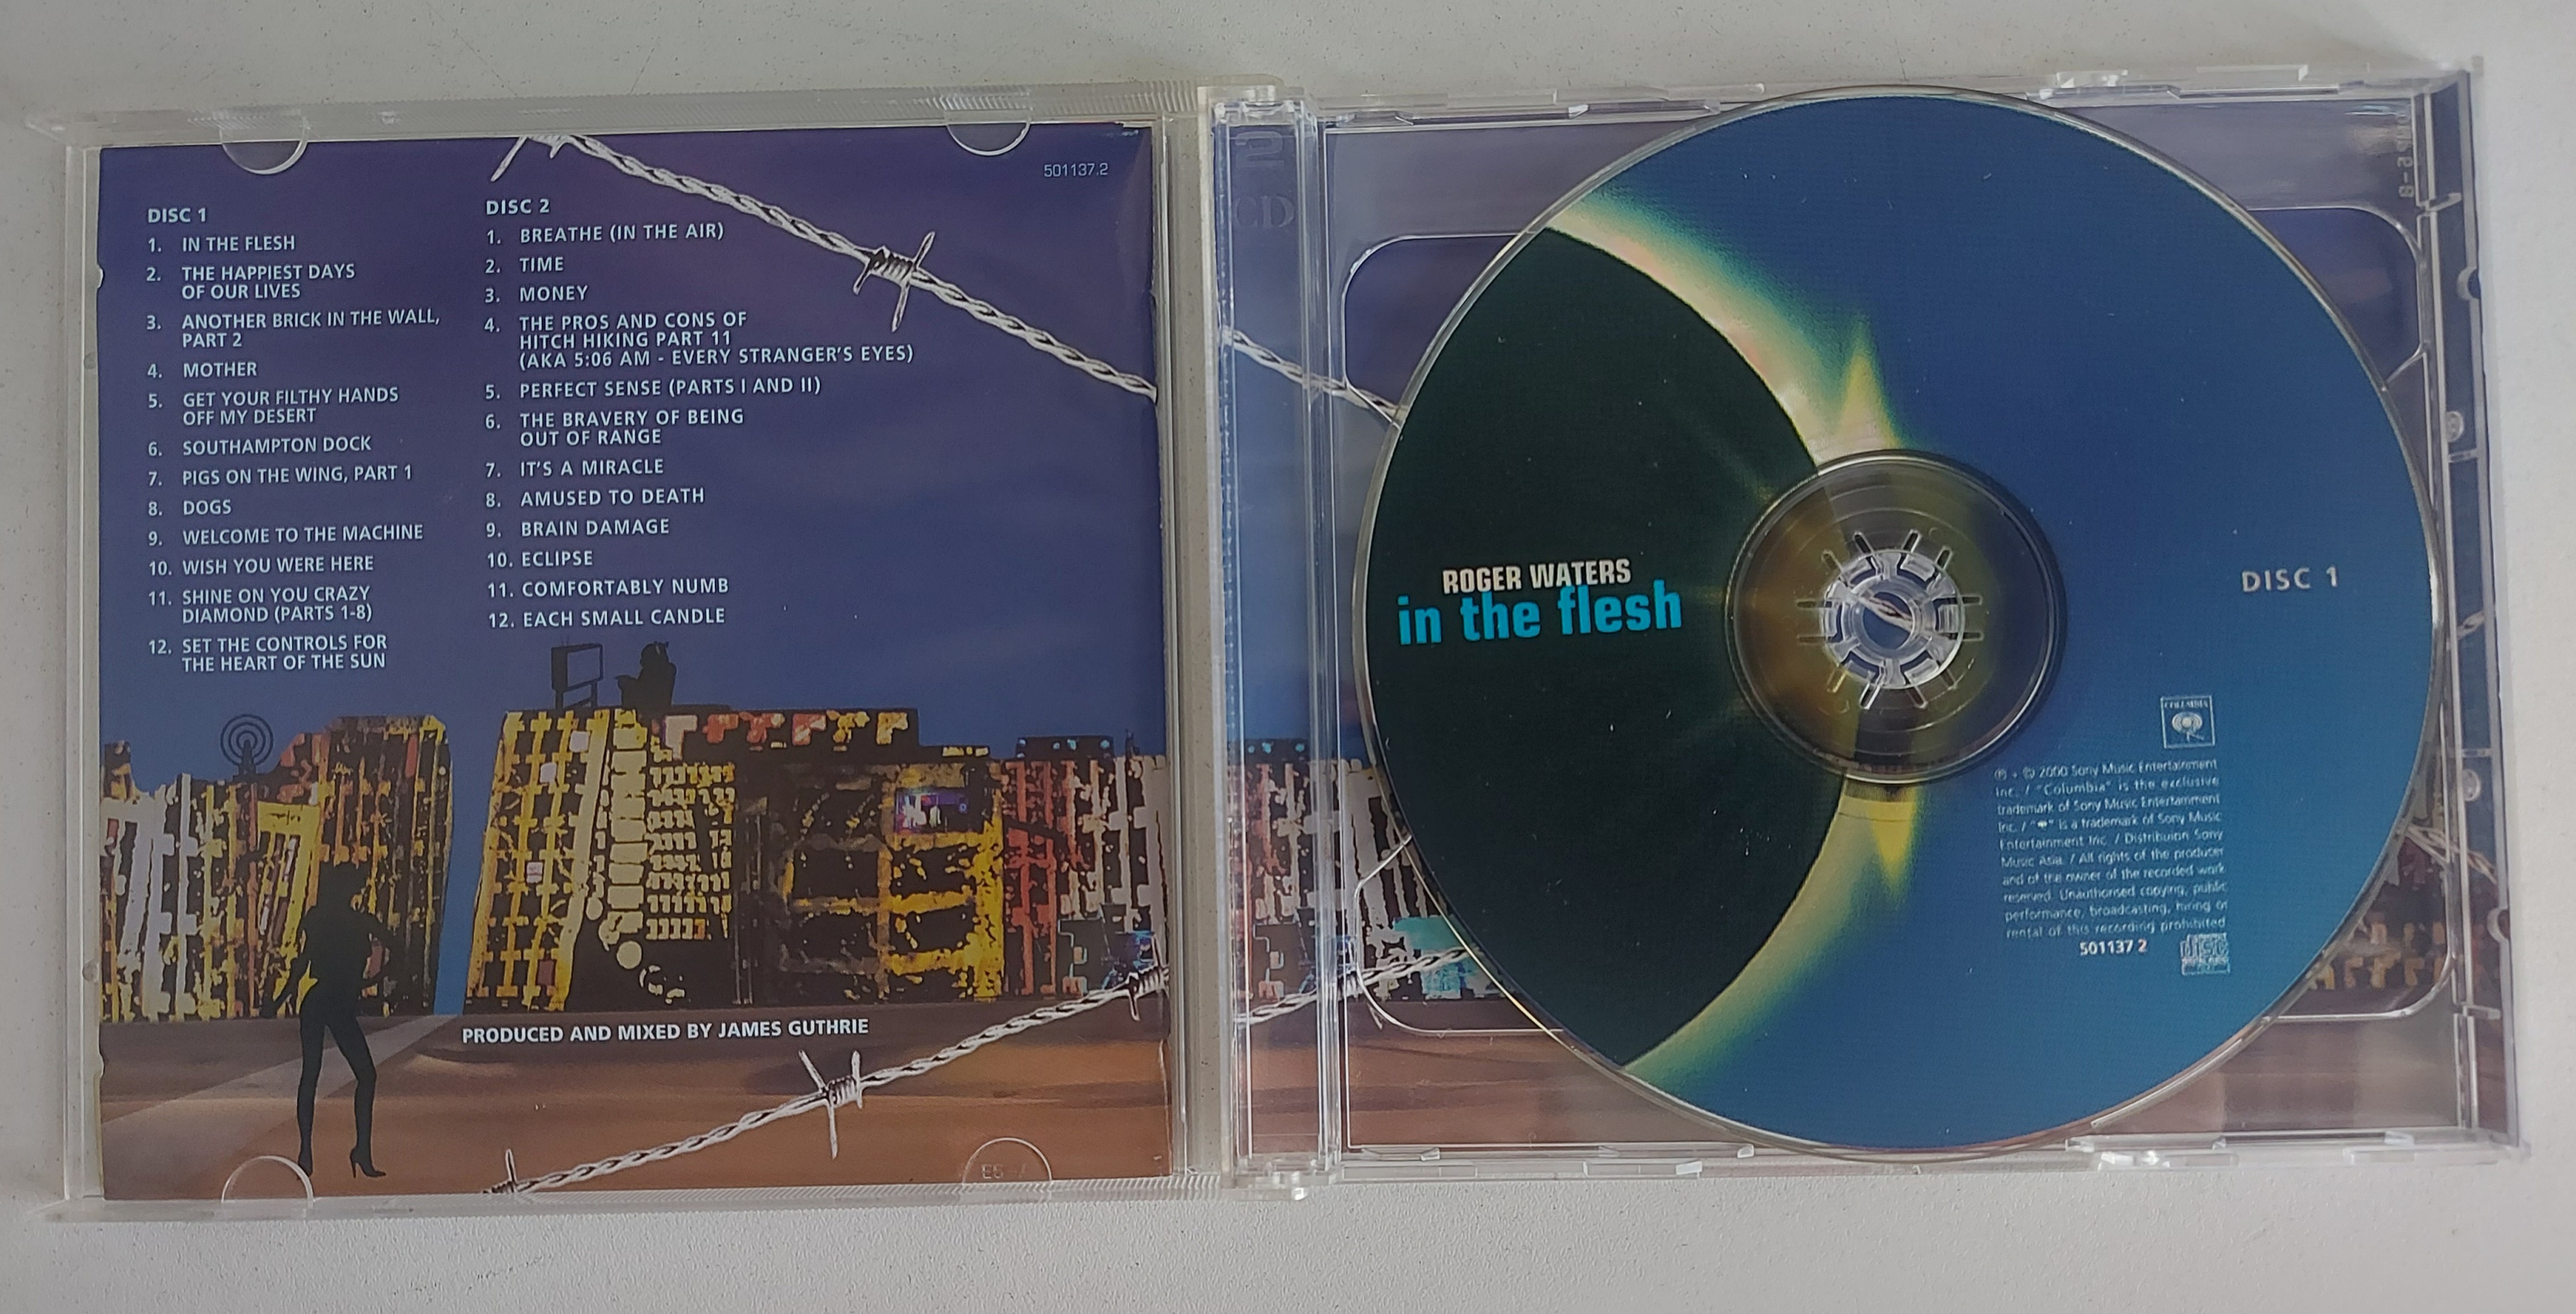 501137.2
DISC 1
1. IN THE FLESH
2. THE HAPPIEST DAYS
OF OUR LIVES
3. ANOTHER BRICK IN THE WALL,
PART 2
4. MOTHER
5. GET YOUR FILTHY HANDS
OFF MY DESERT
6. SOUTHAMPTON DOCK
7. PIGS ON THE WING, PART 1
8. DOGS
9. WELCOME TO THE MACHINE
10. WISH YOU WERE HERE
11. SHINE ON YOU CRAZY
DIAMOND (PARTS 1-8)
12. SET THE CONTROLS FOR
THE HEART OF THE SUN
DISC 2
1. BREATHE (IN THE AIR)
2. TIME
3. MONEY
4. THE PROS AND CONS OF
HITCH HIKING PART 11
(AKA 5:06 AM - EVERY STRANGER'S EYES)
5. PERFECT SENSE (PARTS I AND II)
6. THE BRAVERY OF BEING
OUT OF RANGE
7. IT'S A MIRACLE
8. AMUSED TO DEATH
9. BRAIN DAMAGE
10. ECLIPSE
11. COMFORTABLY NUMB
12. EACH SMALL CANDLE
PRODUCED AND MIXED BY JAMES GUTHRIE
2
CD
ROGER WATERS
in the flesh
DISC 1
COLUMBIA
℗ + © 2000 Sony Music Entertainment
Inc. / "Columbia" is the exclusive
trademark of Sony Music Entertainment
Inc. / "" is a trademark of Sony Music
Entertainment Inc. / Distribuion Sony
Music Asia. / All rights of the producer
and of the owner of the recorded work
reserved. Unauthorised copying, public
performance, broadcasting, hiring or
rental of this recording prohibited
501137 2